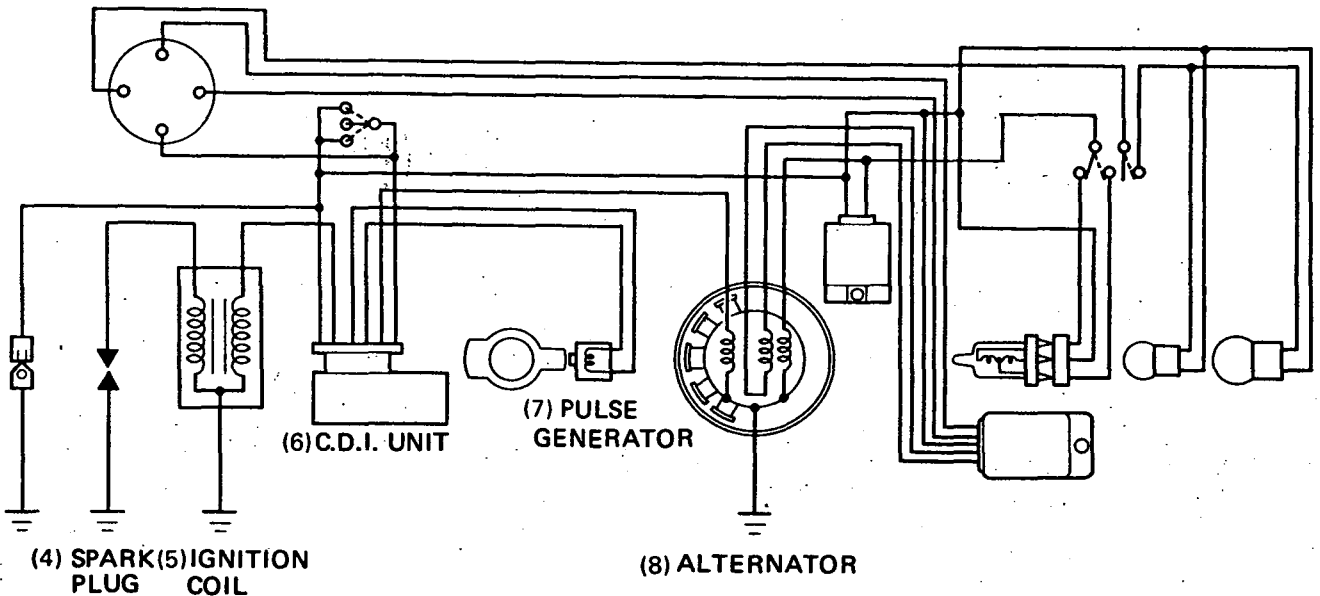 (6) C.D.I. UNIT
(7) PULSE
GENERATOR
(4) SPARK
PLUG
(5) IGNITION
COIL
(8) ALTERNATOR